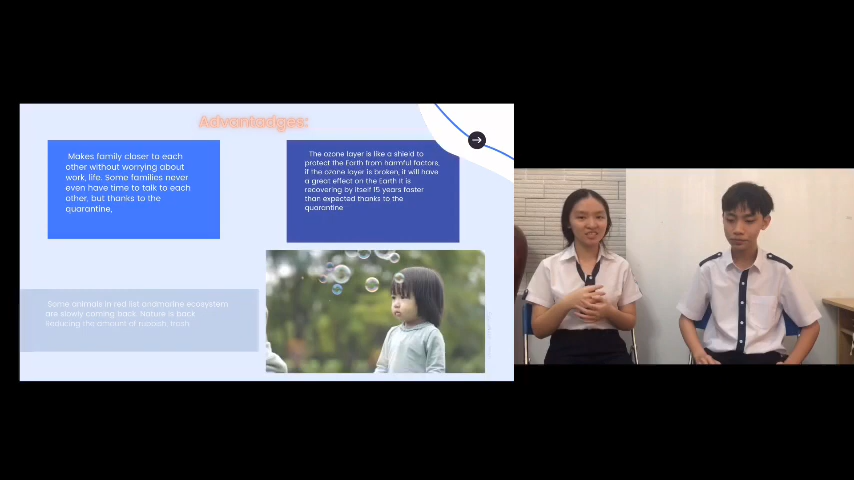 Advantadges:
Makes family closer to each
other without worrying about
work, life. Some families never
even have time to talk to each
other, but thanks to the
quarantine,
The ozone layer is like a shield to
protect the Earth from harmful factors,
if the ozone layer is broken, it will have
a great effect on the Earth it is
recovering by itself 15 years faster
than expected thanks to the
quarantine
Some animals in red list andmarine ecosystem
are slowly coming back. Nature is back
Reducing the amount of rubbish, trash.